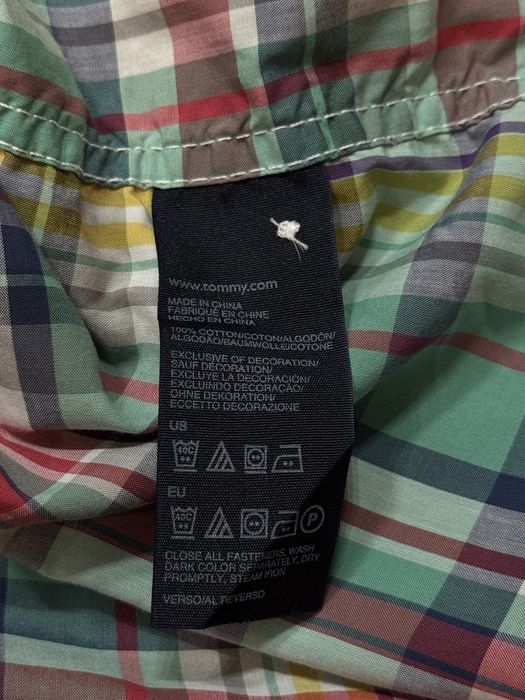 www.tommy.com
MADE IN CHINA
FABRIQUÉ EN CHINE
HECHO EN CHINA
100% COTTON/COTON/ALGODÓN/
ALGODÃO/BAUMWOLLE/COTONE
EXCLUSIVE OF DECORATION/
SAUF DÉCORATION/
EXCLUYE LA DECORACIÓN/
EXCLUINDO DECORAÇÃO/
OHNE DEKORATION/
ECCETTO DECORAZIONE
US
40C
EU
40C P
CLOSE ALL FASTENERS, WASH
DARK COLOR SEPARATELY, DRY
PROMPTLY, STEAM IRON
VERSO/AL REVERSO